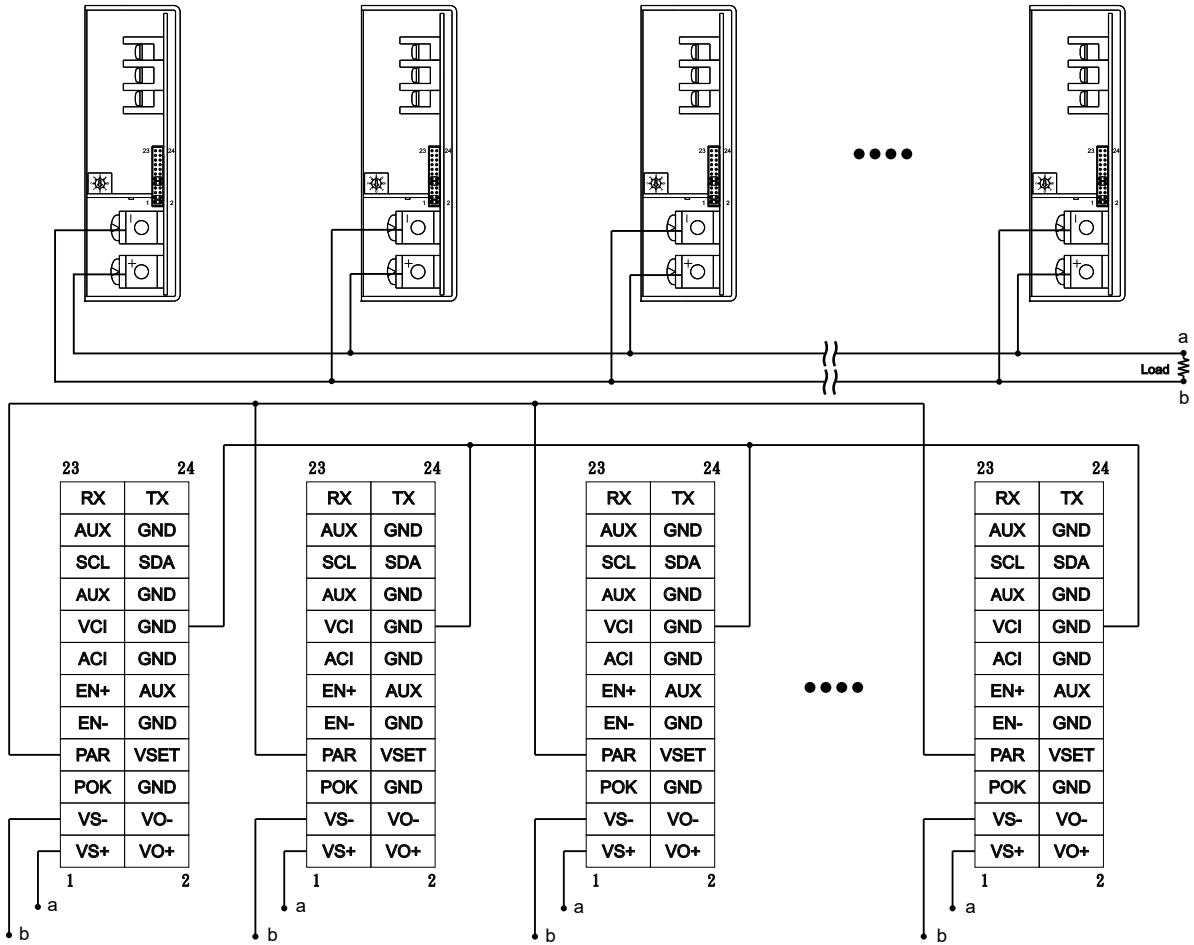 23 24 23 24 23 24 23 24
1 2 1 2 1 2 1 2
- - - -
+ + + +
a
Load
b
23 24 23 24 23 24 23 24
RX TX RX TX RX TX RX TX
AUX GND AUX GND AUX GND AUX GND
SCL SDA SCL SDA SCL SDA SCL SDA
AUX GND AUX GND AUX GND AUX GND
VCI GND VCI GND VCI GND VCI GND
ACI GND ACI GND ACI GND ACI GND
EN+ AUX EN+ AUX EN+ AUX EN+ AUX
EN- GND EN- GND EN- GND EN- GND
PAR VSET PAR VSET PAR VSET PAR VSET
POK GND POK GND POK GND POK GND
VS- VO- VS- VO- VS- VO- VS- VO-
VS+ VO+ VS+ VO+ VS+ VO+ VS+ VO+
1 2 1 2 1 2 1 2
a a a a
b b b b